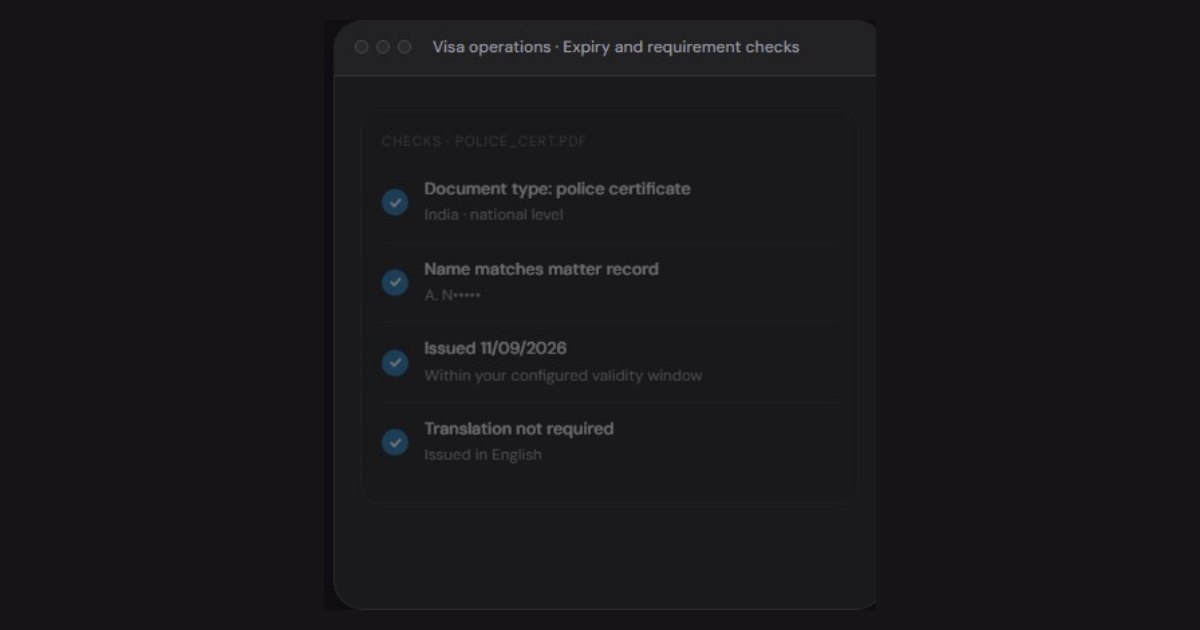 Visa operations · Expiry and requirement checks
CHECKS · POLICE_CERT.PDF
Document type: police certificate
India · national level
Name matches matter record
A. N•••••
Issued 11/09/2026
Within your configured validity window
Translation not required
Issued in English